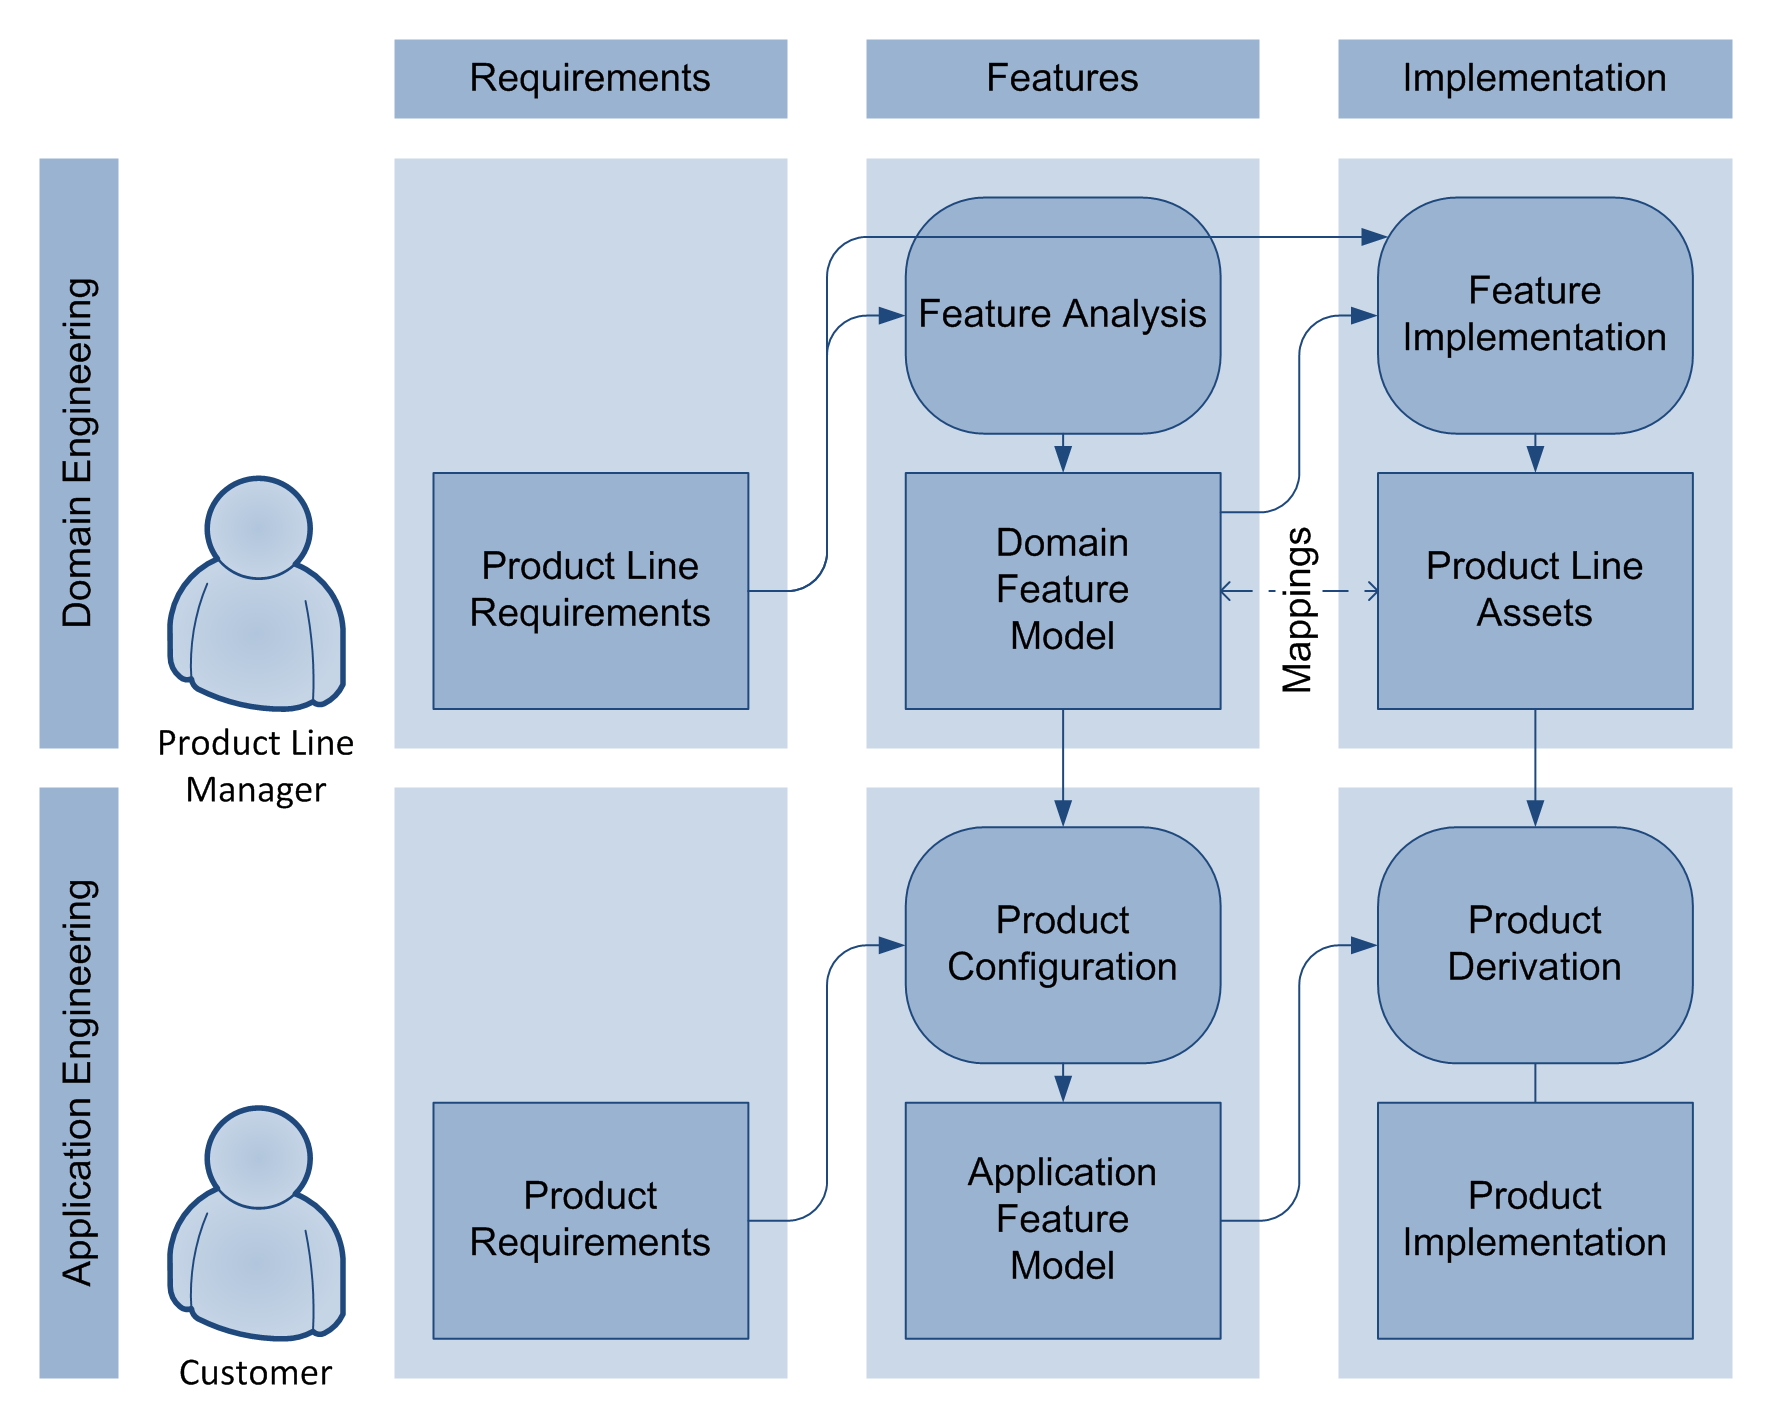 Requirements
Features
Implementation
Domain Engineering
Product Line
Manager
Product Line
Requirements
Feature Analysis
Domain
Feature
Model
Mappings
Feature
Implementation
Product Line
Assets
Application Engineering
Customer
Product
Requirements
Product
Configuration
Application
Feature
Model
Product
Derivation
Product
Implementation